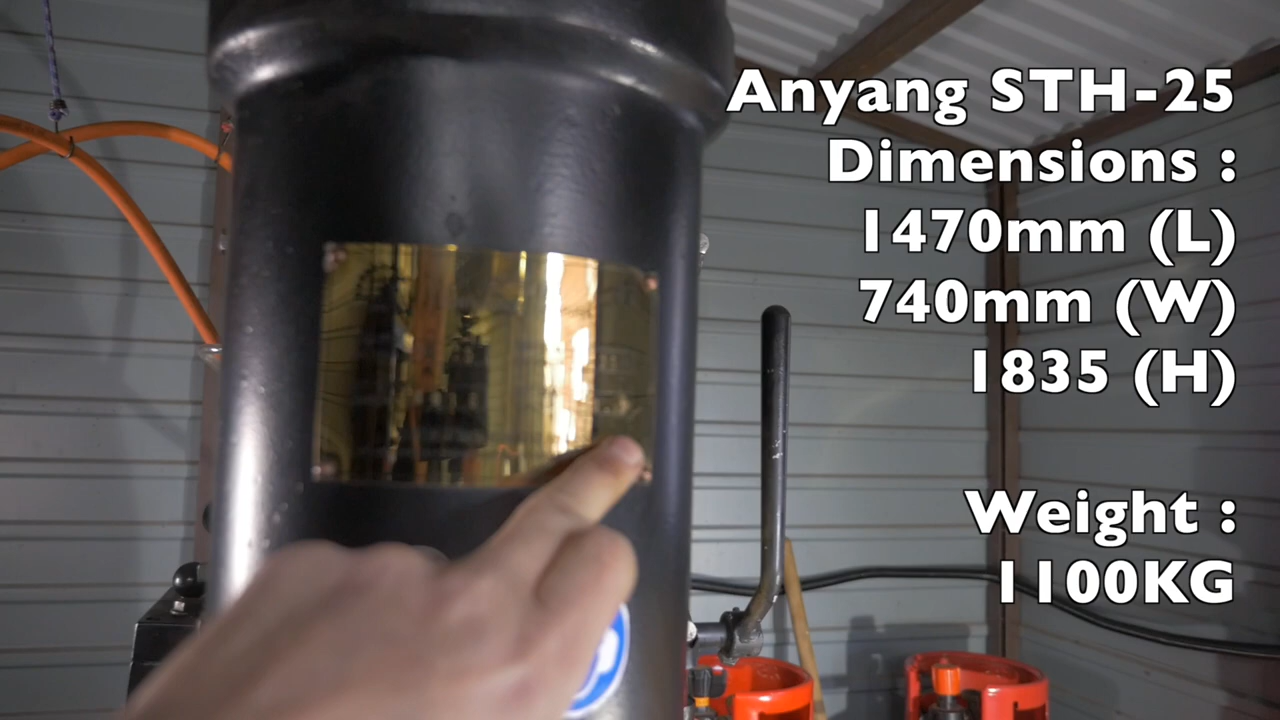 Anyang STH-25
Dimensions :
1470mm (L)
740mm (W)
1835 (H)
Weight :
1100KG